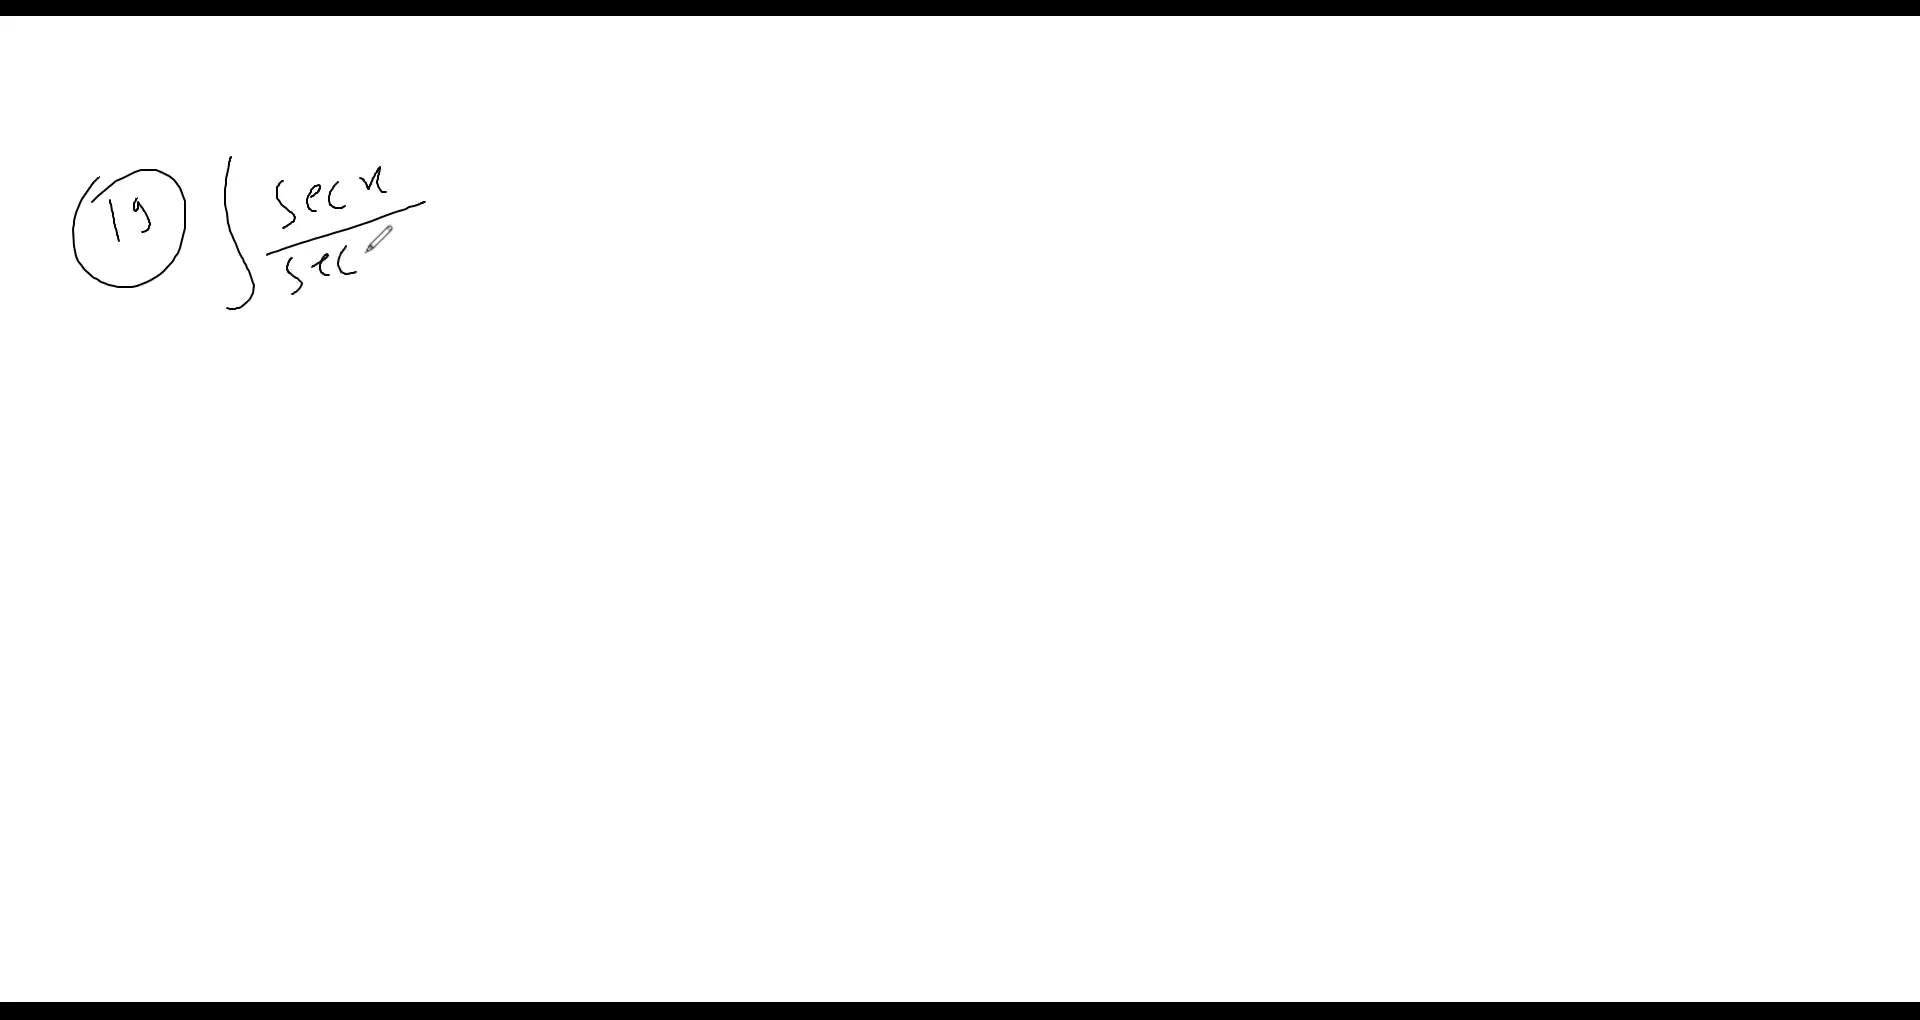 19 ∫ sec x / sec